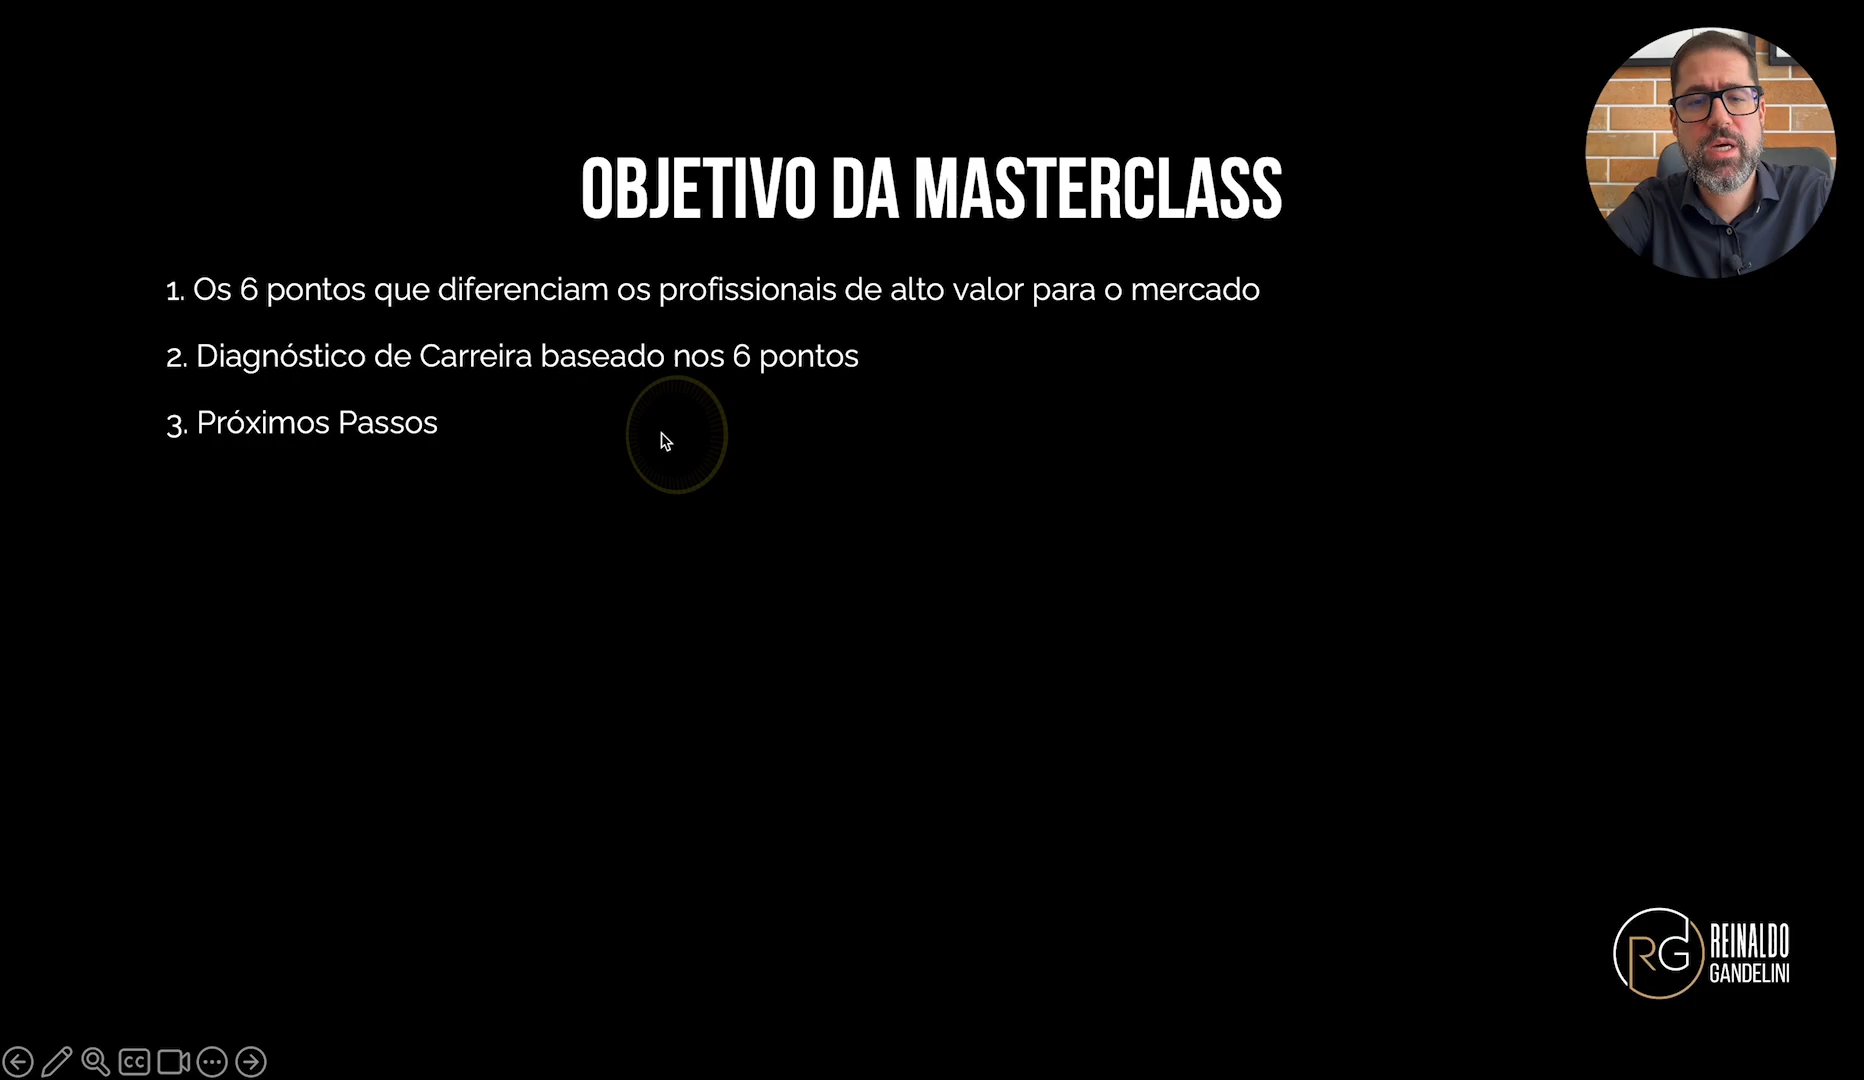 OBJETIVO DA MASTERCLASS
1. Os 6 pontos que diferenciam os profissionais de alto valor para o mercado
2. Diagnóstico de Carreira baseado nos 6 pontos
3. Próximos Passos
RG REINALDO
GANDELINI
CC